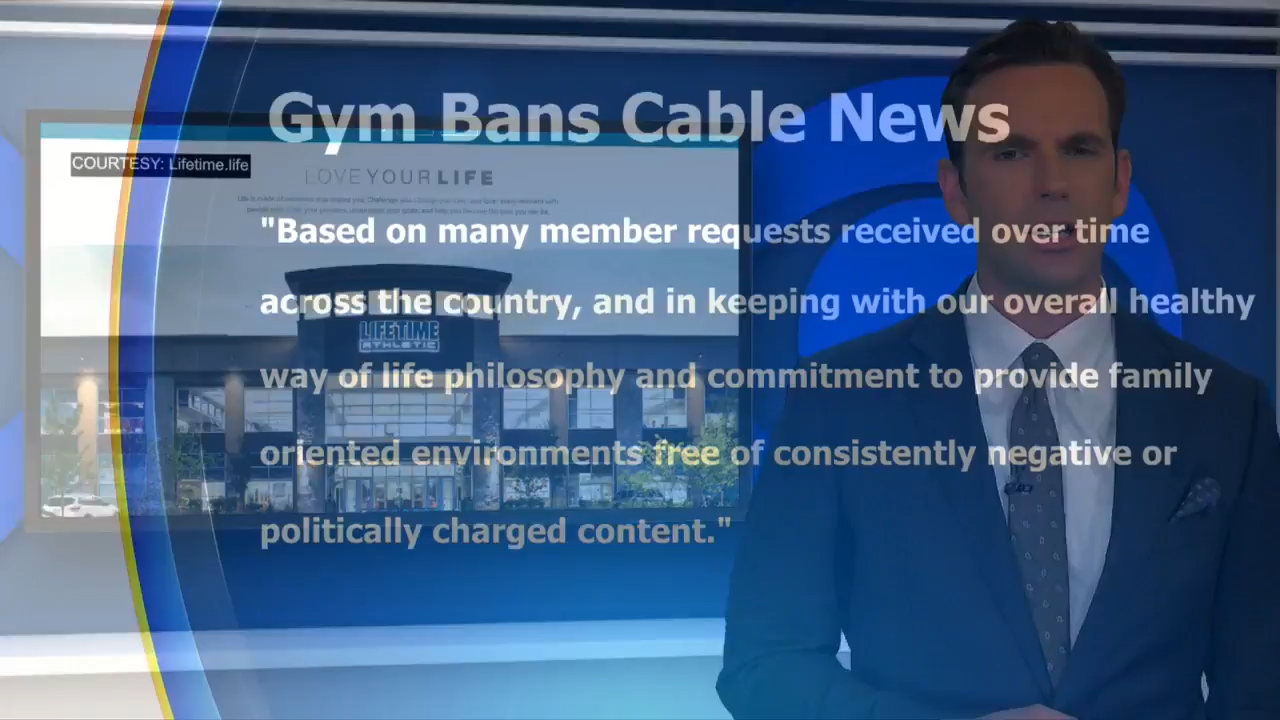 Gym Bans Cable News
COURTESY: Lifetime.life
LOVE YOUR LIFE
"Based on many member requests received over time
across the country, and in keeping with our overall healthy
LIFETIME
ATHLETIC
way of life philosophy and commitment to provide family
oriented environments free of consistently negative or
politically charged content."